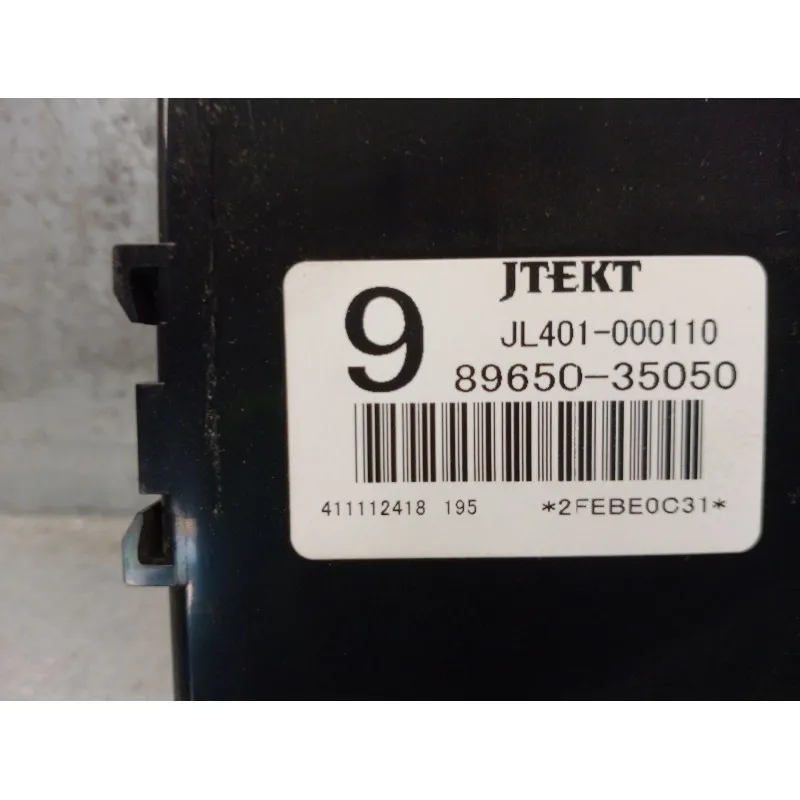 JTEKT
9
JL401-000110
89650-35050
411112418 195 *2FEBE0C31*